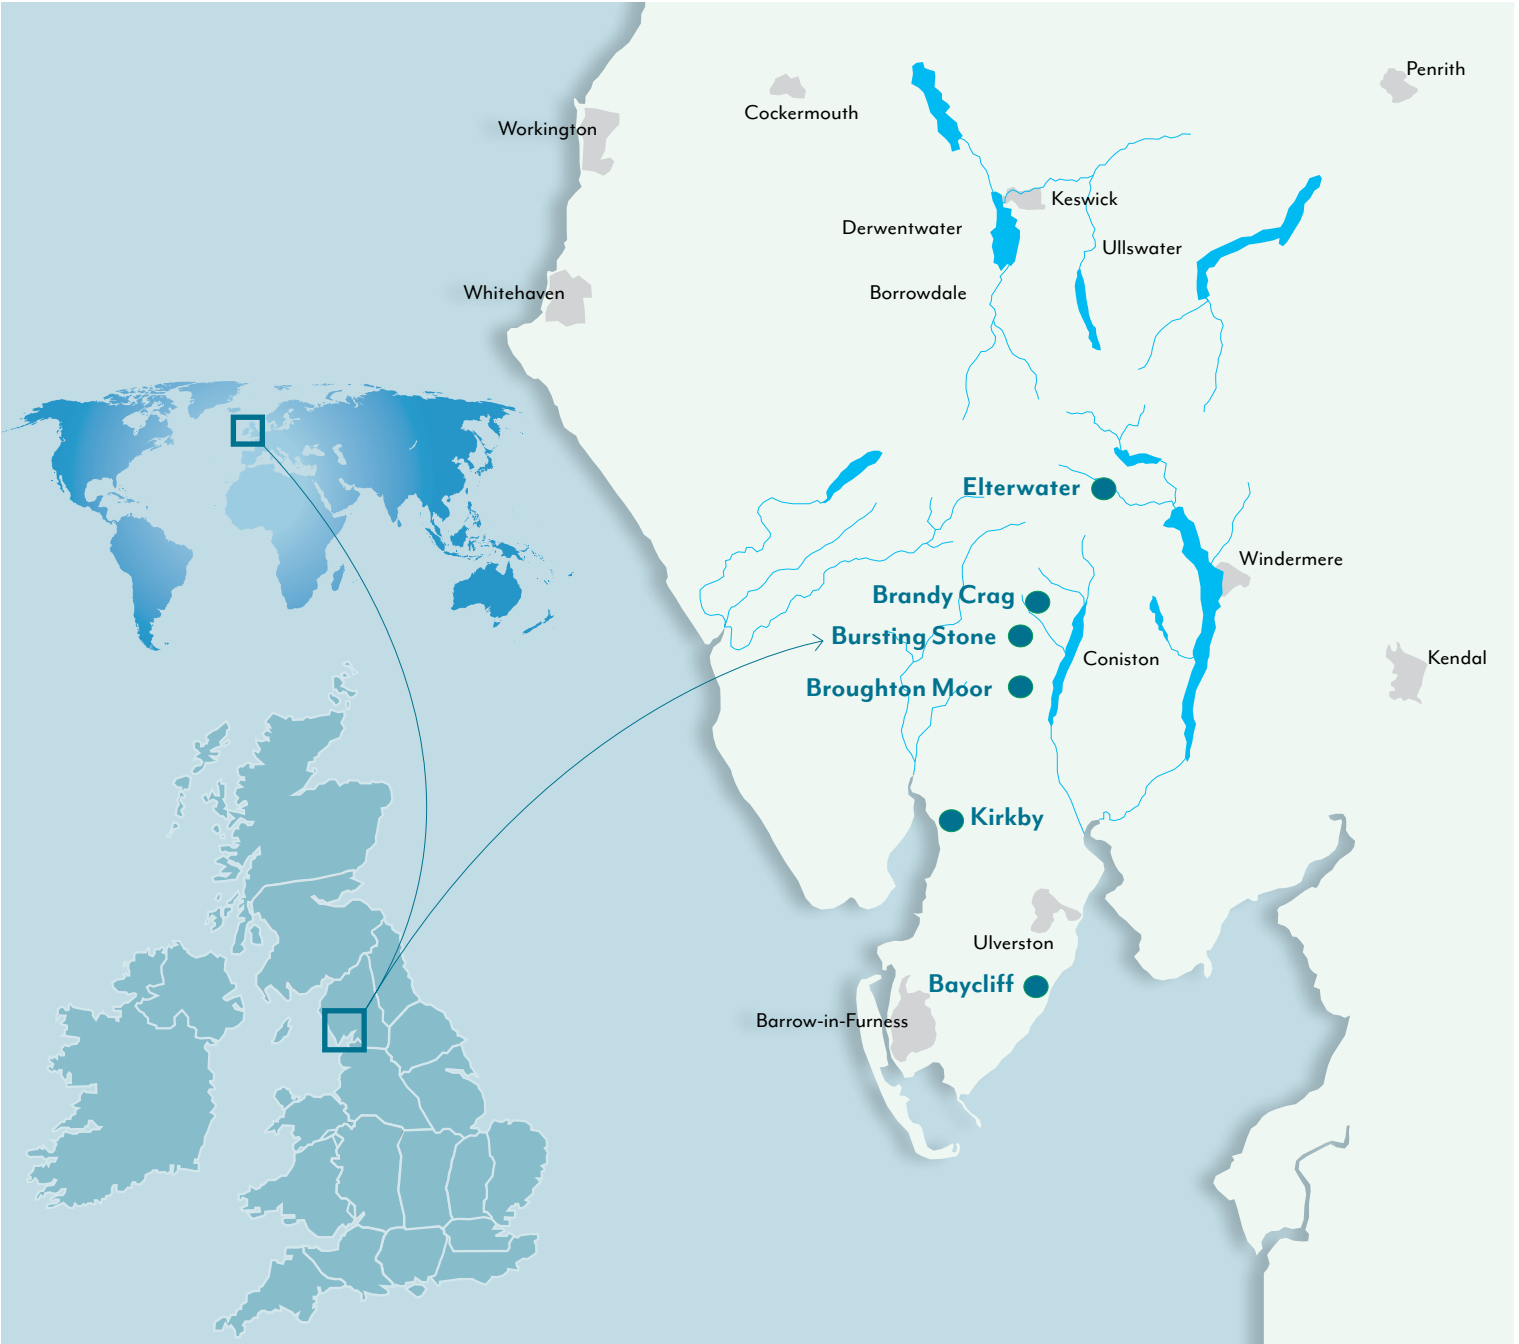 Penrith
Cockermouth
Workington
Keswick
Derwentwater
Ullswater
Borrowdale
Whitehaven
Elterwater
Windermere
Brandy Crag
Bursting Stone
Coniston
Kendal
Broughton Moor
Kirkby
Ulverston
Baycliff
Barrow-in-Furness